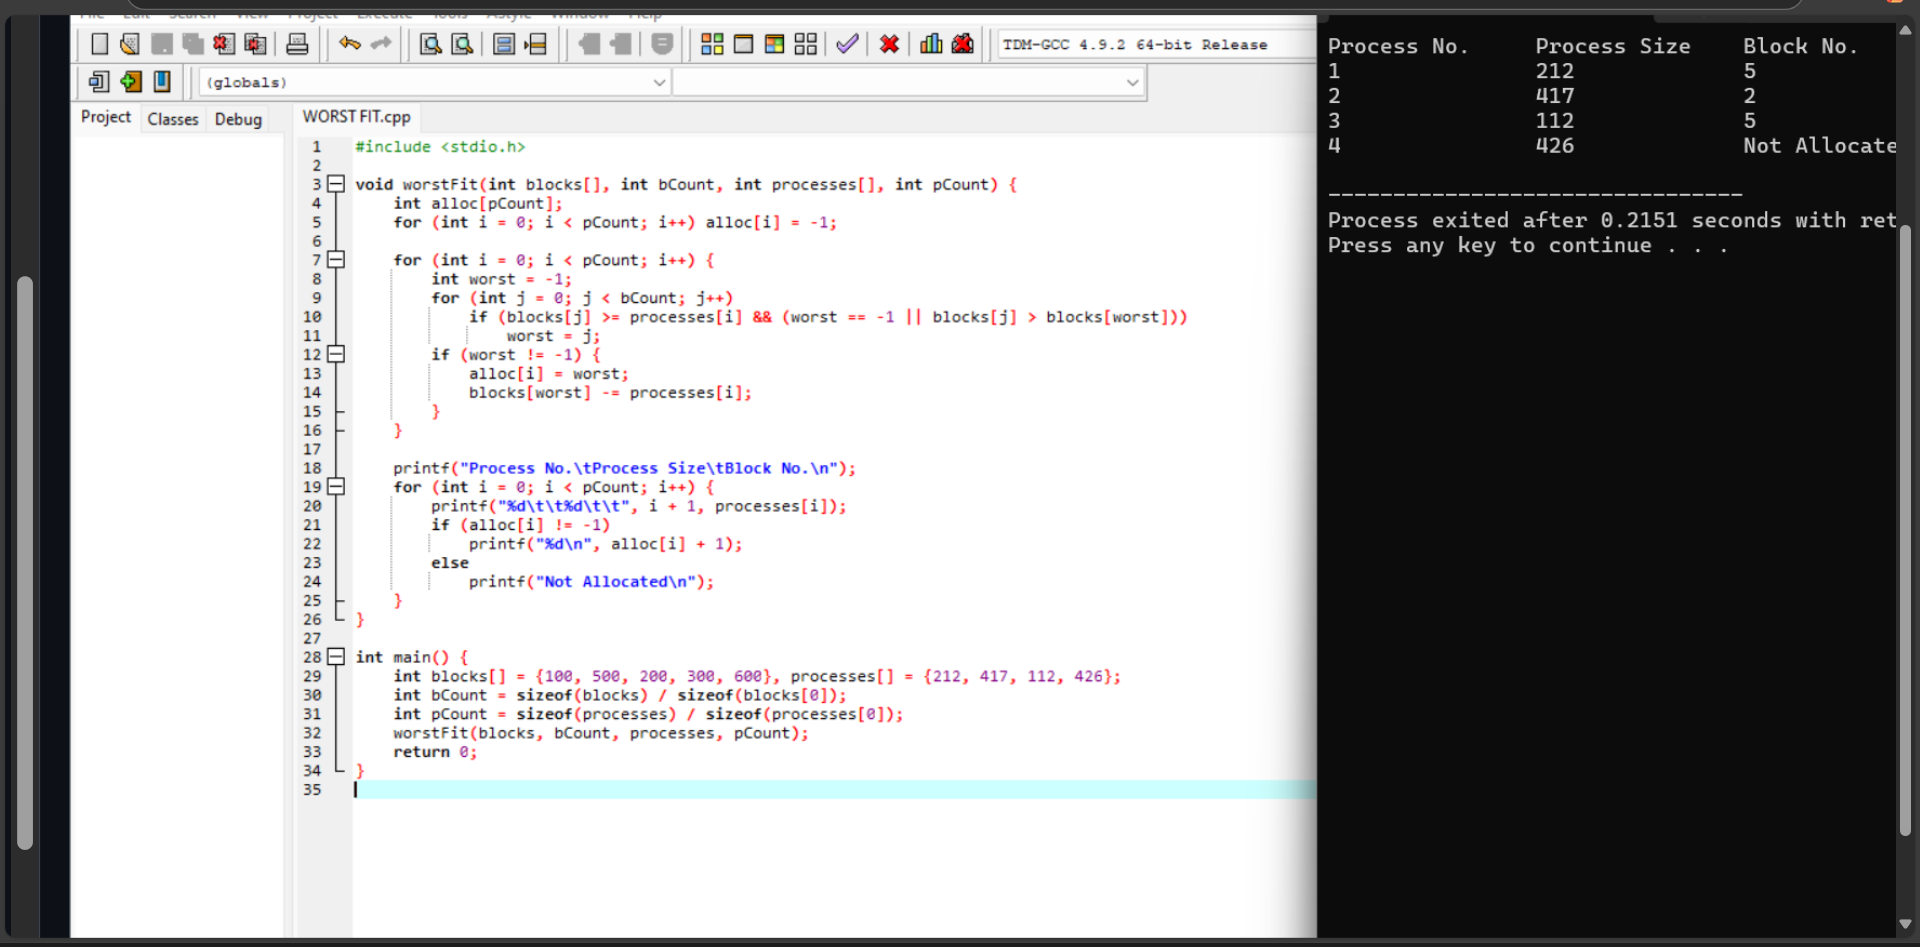 File Edit Search View Project Execute Tools AStyle Window Help
TDM-GCC 4.9.2 64-bit Release
(globals)
Project Classes Debug
WORST FIT.cpp
1 #include <stdio.h>
2
3 void worstFit(int blocks[], int bCount, int processes[], int pCount) {
4 int alloc[pCount];
5 for (int i = 0; i < pCount; i++) alloc[i] = -1;
6
7 for (int i = 0; i < pCount; i++) {
8 int worst = -1;
9 for (int j = 0; j < bCount; j++)
10 if (blocks[j] >= processes[i] && (worst == -1 || blocks[j] > blocks[worst]))
11 worst = j;
12 if (worst != -1) {
13 alloc[i] = worst;
14 blocks[worst] -= processes[i];
15 }
16 }
17
18 printf("Process No.\tProcess Size\tBlock No.\n");
19 for (int i = 0; i < pCount; i++) {
20 printf("%d\t\t%d\t\t", i + 1, processes[i]);
21 if (alloc[i] != -1)
22 printf("%d\n", alloc[i] + 1);
23 else
24 printf("Not Allocated\n");
25 }
26 }
27
28 int main() {
29 int blocks[] = {100, 500, 200, 300, 600}, processes[] = {212, 417, 112, 426};
30 int bCount = sizeof(blocks) / sizeof(blocks[0]);
31 int pCount = sizeof(processes) / sizeof(processes[0]);
32 worstFit(blocks, bCount, processes, pCount);
33 return 0;
34 }
35
Process No. Process Size Block No.
1 212 5
2 417 2
3 112 5
4 426 Not Allocate
--------------------------------
Process exited after 0.2151 seconds with ret
Press any key to continue . . .